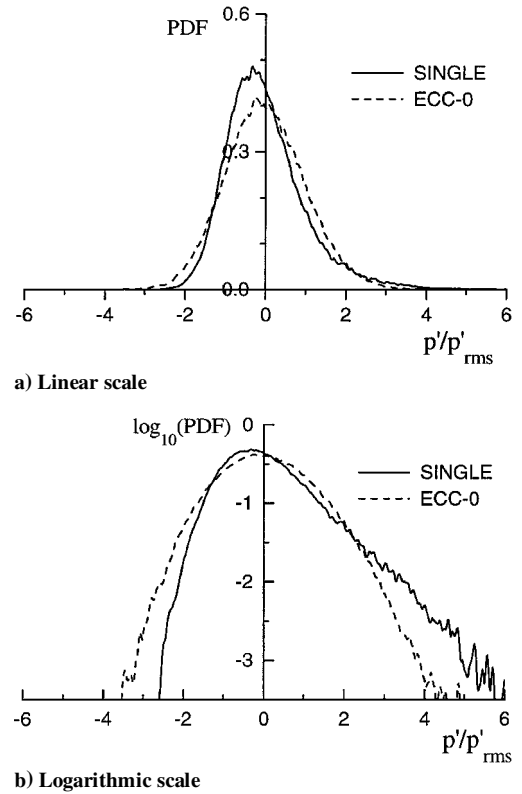 0.6
PDF
SINGLE
ECC-0
0.3
0.0
-6 -4 -2 0 2 4 6
p'/p'rms
a) Linear scale
0
log10(PDF)
SINGLE
ECC-0
-1
-2
-3
-6 -4 -2 0 2 4 6
p'/p'rms
b) Logarithmic scale